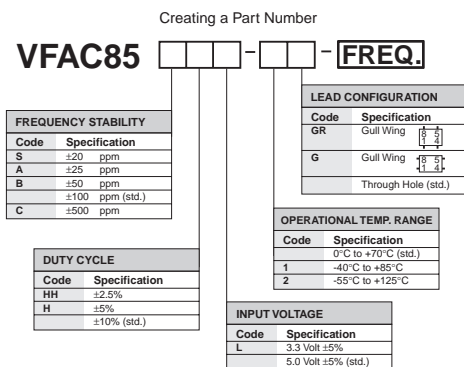 Creating a Part Number
VFAC85 - - FREQ.
FREQUENCY STABILITY
Code Specification
S ±20 ppm
A ±25 ppm
B ±50 ppm
±100 ppm (std.)
C ±500 ppm
DUTY CYCLE
Code Specification
HH ±2.5%
H ±5%
±10% (std.)
LEAD CONFIGURATION
Code Specification
GR Gull Wing 8 5
1 4
G Gull Wing 8 5
1 4
Through Hole (std.)
OPERATIONAL TEMP. RANGE
Code Specification
0°C to +70°C (std.)
1 -40°C to +85°C
2 -55°C to +125°C
INPUT VOLTAGE
Code Specification
L 3.3 Volt ±5%
5.0 Volt ±5% (std.)